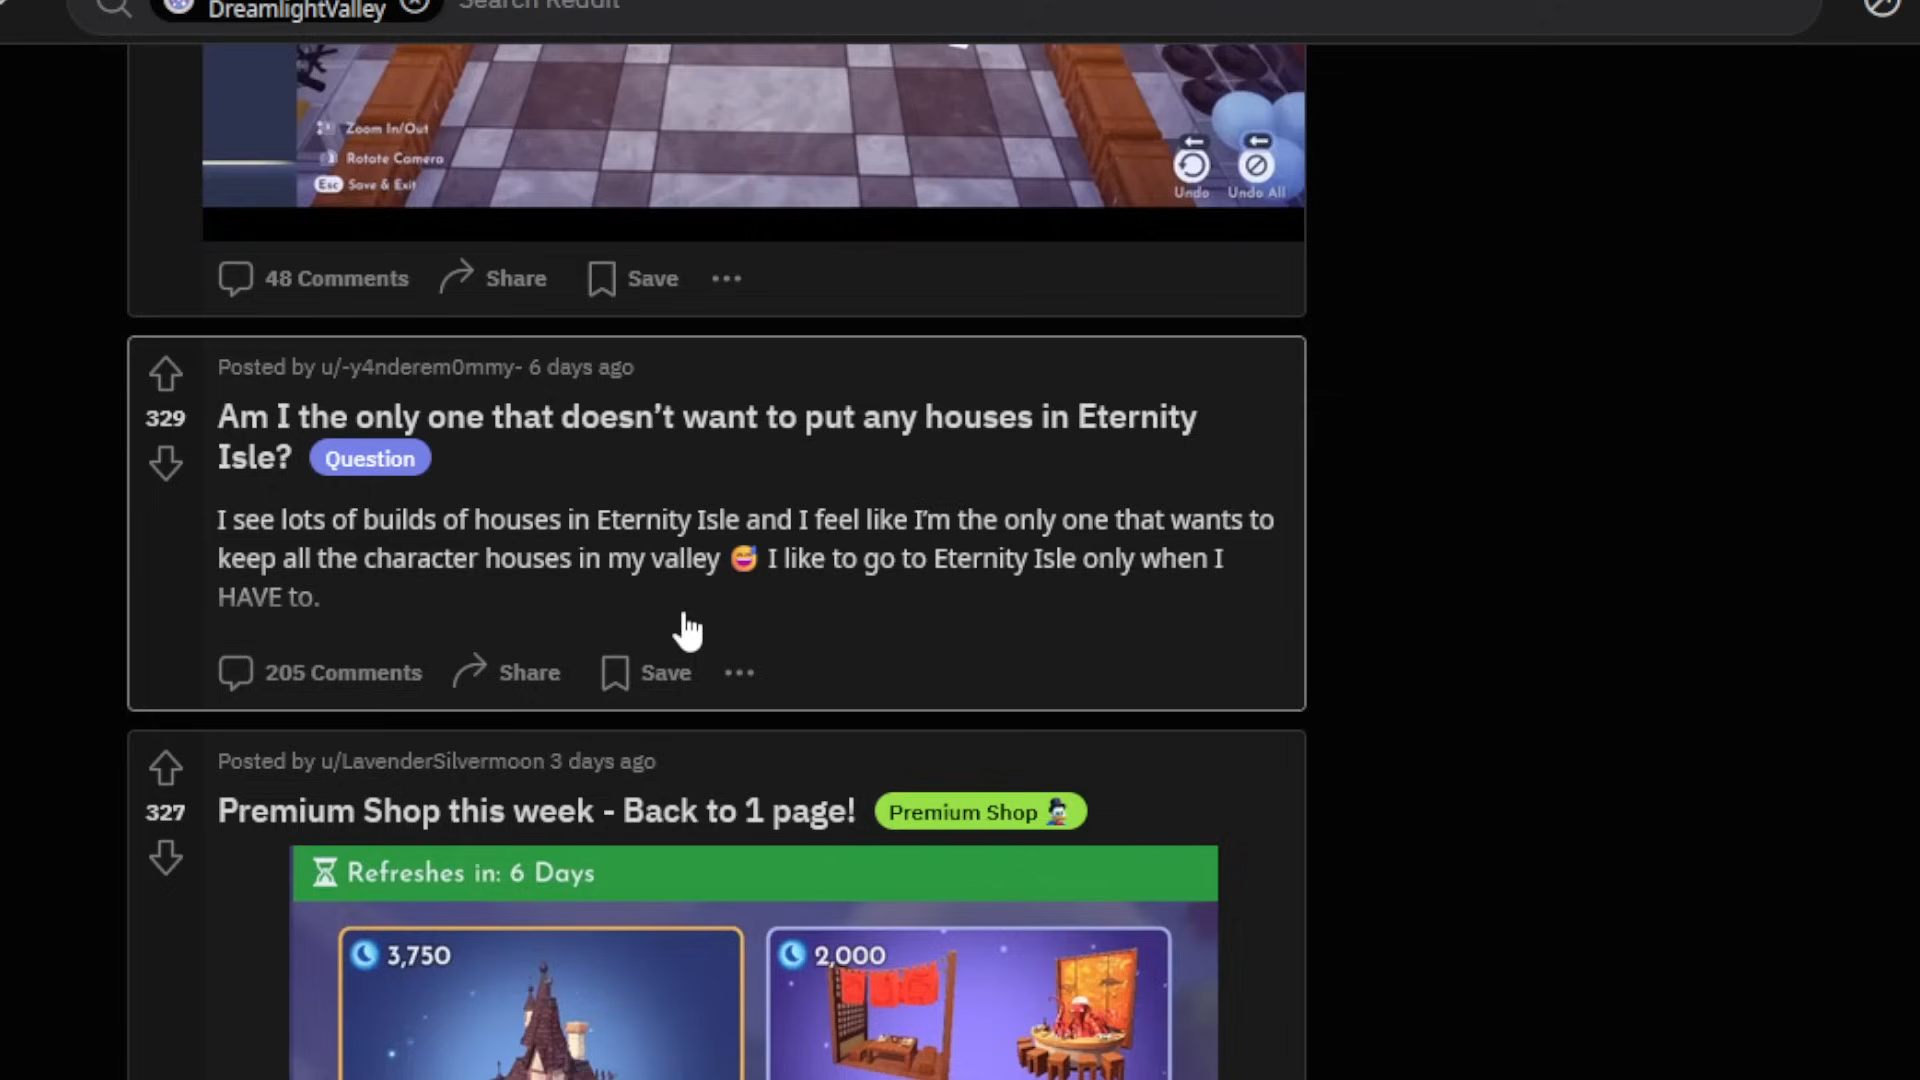 DreamlightValley
Search Reddit
Zoom In/Out
Rotate Camera
Esc Save & Exit
Undo Undo All
48 Comments Share Save
Posted by u/-y4nderem0mmy- 6 days ago
329
Am I the only one that doesn't want to put any houses in Eternity
Isle? Question
I see lots of builds of houses in Eternity Isle and I feel like I'm the only one that wants to
keep all the character houses in my valley 😅 I like to go to Eternity Isle only when I
HAVE to.
205 Comments Share Save
Posted by u/LavenderSilvermoon 3 days ago
327
Premium Shop this week - Back to 1 page! Premium Shop
Refreshes in: 6 Days
3,750 2,000